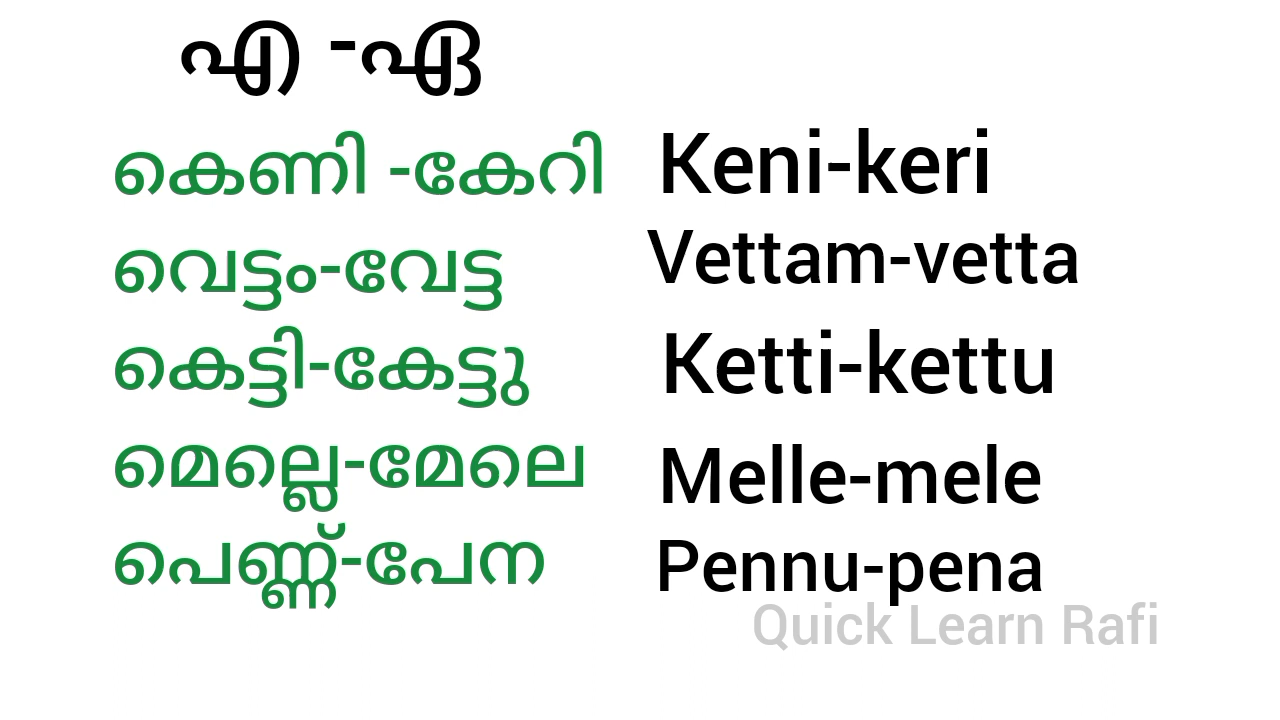 എ -ഏ
കെണി -കേറി Keni-keri
വെട്ടം-വേട്ട Vettam-vetta
കെട്ടി-കേട്ടു Ketti-kettu
മെല്ലെ-മേലെ Melle-mele
പെണ്ണ്-പേന Pennu-pena
Quick Learn Rafi